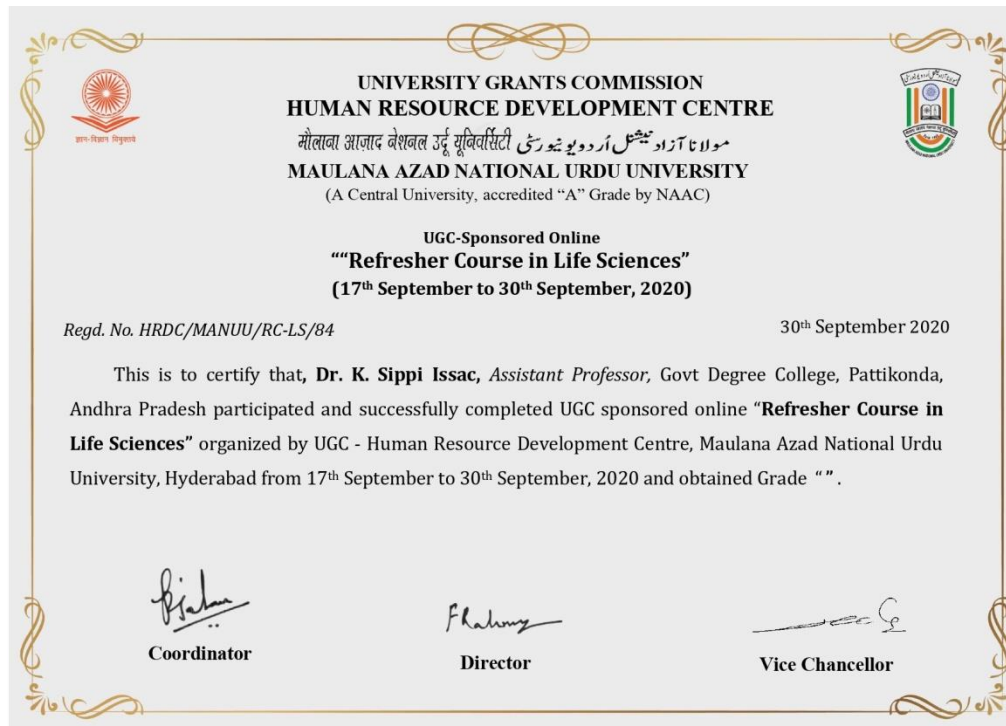 UNIVERSITY GRANTS COMMISSION
HUMAN RESOURCE DEVELOPMENT CENTRE
मौलाना आज़ाद नेशनल उर्दू यूनिवर्सिटी مولانا آزاد نیشنل اُردو یونیورسٹی
MAULANA AZAD NATIONAL URDU UNIVERSITY
(A Central University, accredited “A” Grade by NAAC)
ज्ञान-विज्ञान विमुक्तये
UGC-Sponsored Online
““Refresher Course in Life Sciences”
(17th September to 30th September, 2020)
Regd. No. HRDC/MANUU/RC-LS/84
30th September 2020
This is to certify that, Dr. K. Sippi Issac, Assistant Professor, Govt Degree College, Pattikonda,
Andhra Pradesh participated and successfully completed UGC sponsored online “Refresher Course in
Life Sciences” organized by UGC - Human Resource Development Centre, Maulana Azad National Urdu
University, Hyderabad from 17th September to 30th September, 2020 and obtained Grade “ ” .
Coordinator
Director
Vice Chancellor